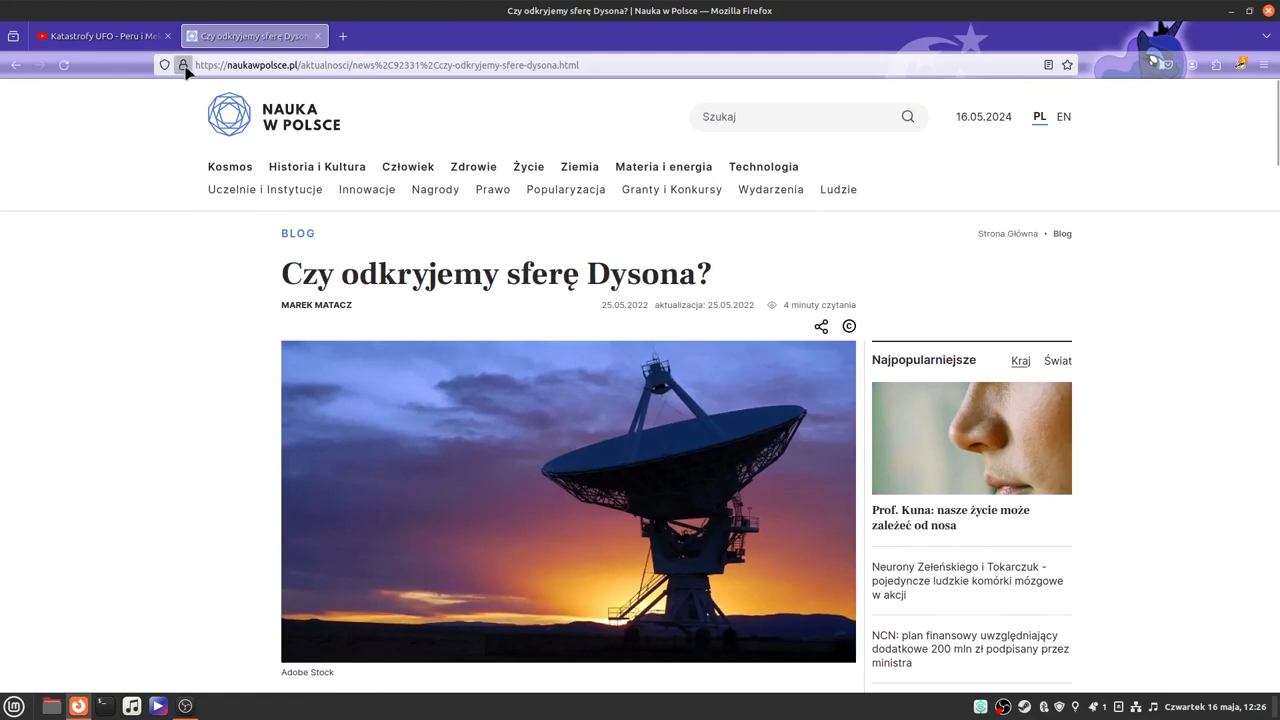 Czy odkryjemy sferę Dysona? | Nauka w Polsce — Mozilla Firefox
Katastrofy UFO - Peru i Mek
Czy odkryjemy sferę Dyson
https://naukawpolsce.pl/aktualnosci/news%2C92331%2Cczy-odkryjemy-sfere-dysona.html
NAUKA
W POLSCE
Szukaj
16.05.2024
PL
EN
Kosmos Historia i Kultura Człowiek Zdrowie Życie Ziemia Materia i energia Technologia
Uczelnie i Instytucje Innowacje Nagrody Prawo Popularyzacja Granty i Konkursy Wydarzenia Ludzie
BLOG
Strona Główna • Blog
Czy odkryjemy sferę Dysona?
MAREK MATACZ
25.05.2022 aktualizacja: 25.05.2022 4 minuty czytania
Najpopularniejsze Kraj Świat
Prof. Kuna: nasze życie może
zależeć od nosa
Neurony Zełeńskiego i Tokarczuk -
pojedyncze ludzkie komórki mózgowe
w akcji
NCN: plan finansowy uwzględniający
dodatkowe 200 mln zł podpisany przez
ministra
Adobe Stock
1
Czwartek 16 maja, 12:26